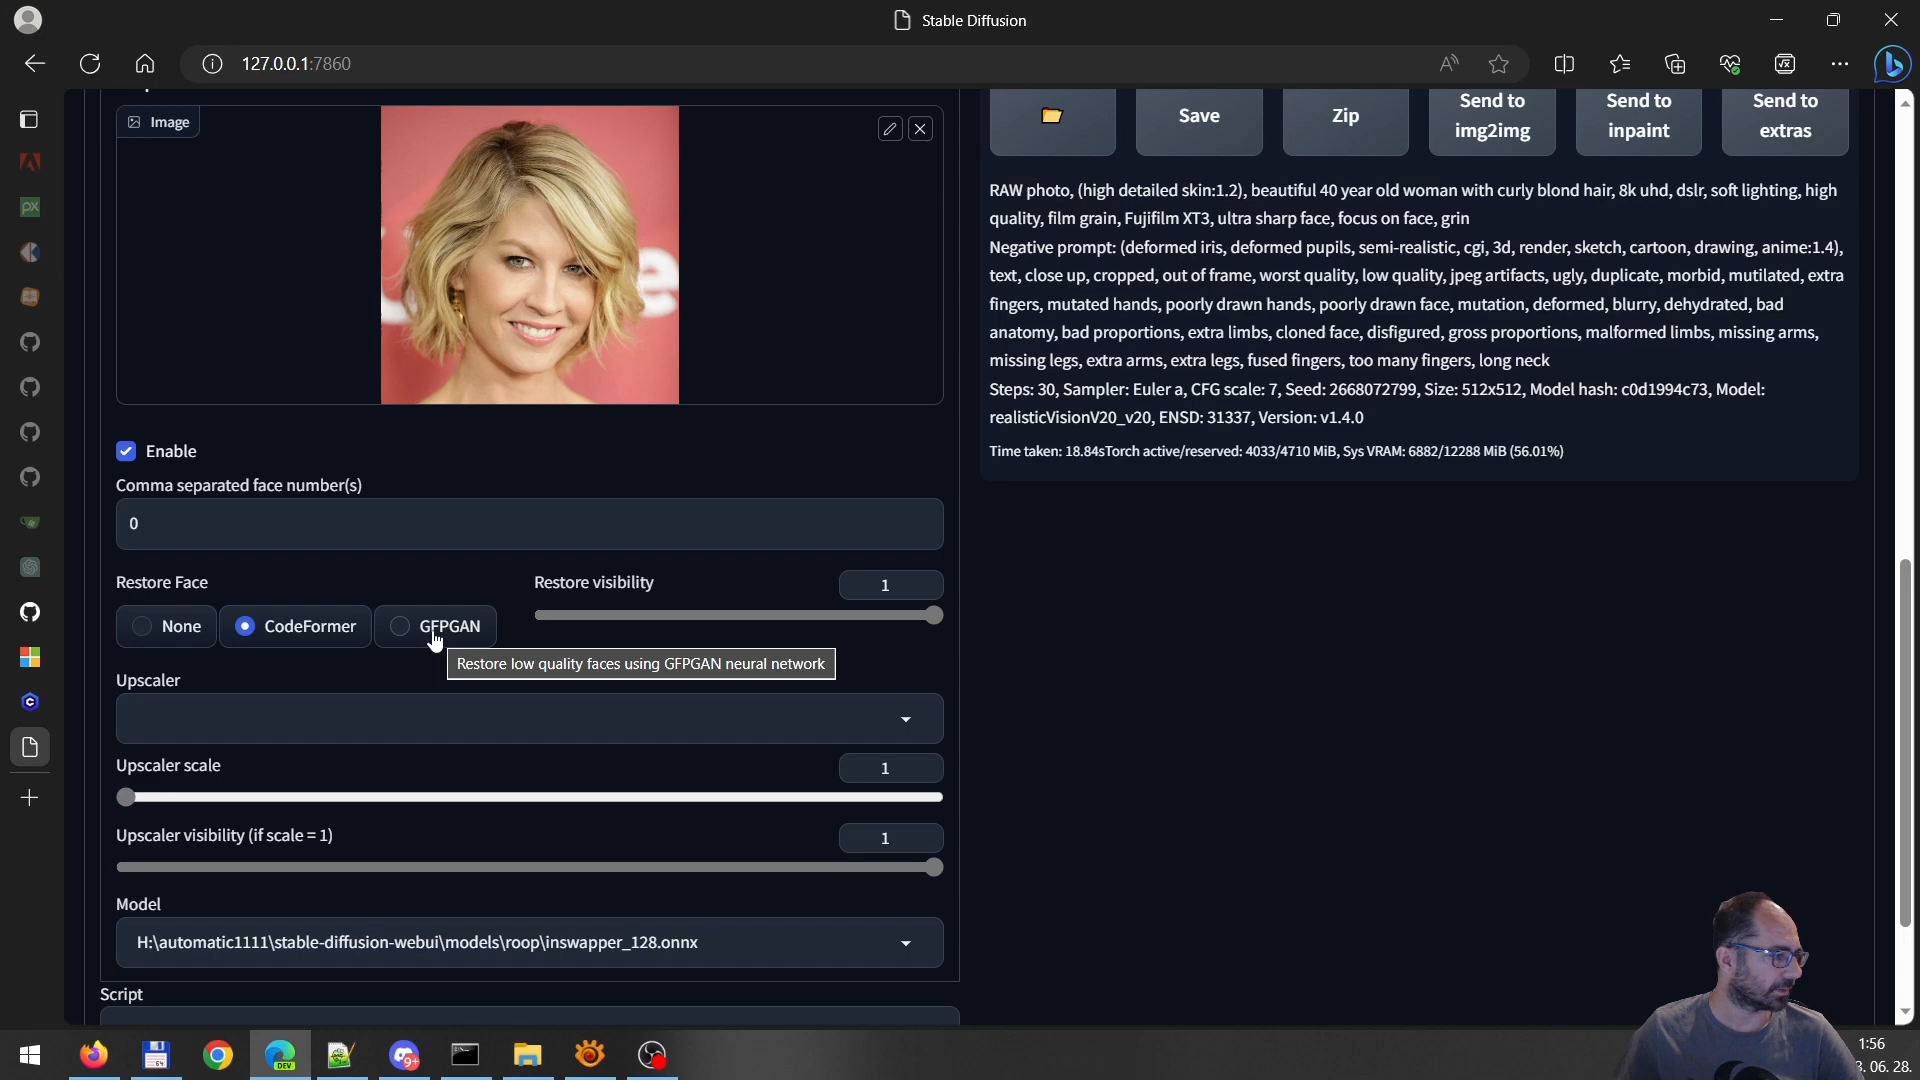 Stable Diffusion
127.0.0.1:7860
Image
Enable
Comma separated face number(s)
0
Restore Face
None
CodeFormer
GFPGAN
Restore visibility
1
Restore low quality faces using GFPGAN neural network
Upscaler
Upscaler scale
1
Upscaler visibility (if scale = 1)
1
Model
H:\automatic1111\stable-diffusion-webui\models\roop\inswapper_128.onnx
Script
Save
Zip
Send to
img2img
Send to
inpaint
Send to
extras
RAW photo, (high detailed skin:1.2), beautiful 40 year old woman with curly blond hair, 8k uhd, dslr, soft lighting, high
quality, film grain, Fujifilm XT3, ultra sharp face, focus on face, grin
Negative prompt: (deformed iris, deformed pupils, semi-realistic, cgi, 3d, render, sketch, cartoon, drawing, anime:1.4),
text, close up, cropped, out of frame, worst quality, low quality, jpeg artifacts, ugly, duplicate, morbid, mutilated, extra
fingers, mutated hands, poorly drawn hands, poorly drawn face, mutation, deformed, blurry, dehydrated, bad
anatomy, bad proportions, extra limbs, cloned face, disfigured, gross proportions, malformed limbs, missing arms,
missing legs, extra arms, extra legs, fused fingers, too many fingers, long neck
Steps: 30, Sampler: Euler a, CFG scale: 7, Seed: 2668072799, Size: 512x512, Model hash: c0d1994c73, Model:
realisticVisionV20_v20, ENSD: 31337, Version: v1.4.0
Time taken: 18.84sTorch active/reserved: 4033/4710 MiB, Sys VRAM: 6882/12288 MiB (56.01%)
px
64
DEV
9+
1:56
. 06. 28.